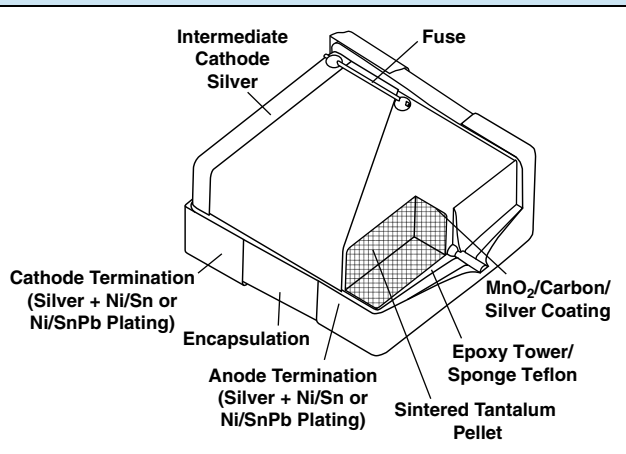 Intermediate
Cathode
Silver
Fuse
Cathode Termination
(Silver + Ni/Sn or
Ni/SnPb Plating)
Encapsulation
Anode Termination
(Silver + Ni/Sn or
Ni/SnPb Plating)
MnO₂/Carbon/
Silver Coating
Epoxy Tower/
Sponge Teflon
Sintered Tantalum
Pellet